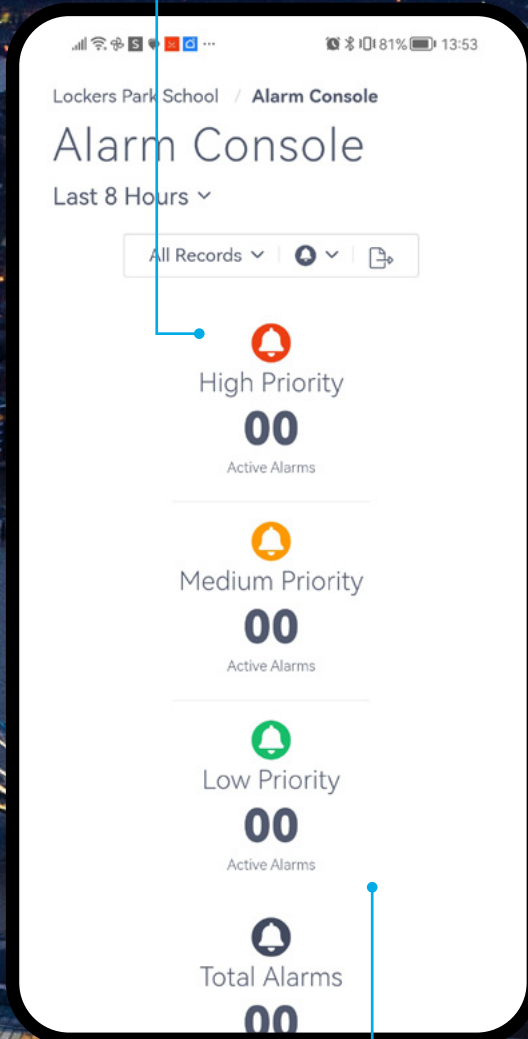 81% 13:53
Lockers Park School / Alarm Console
Alarm Console
Last 8 Hours
All Records
High Priority
00
Active Alarms
Medium Priority
00
Active Alarms
Low Priority
00
Active Alarms
Total Alarms
00